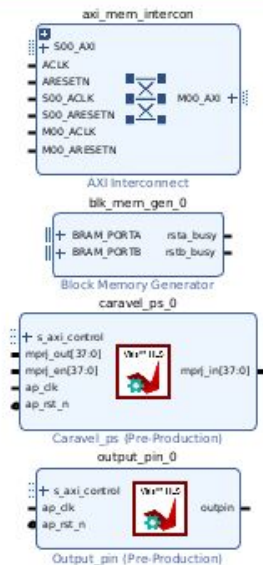 axi_mem_intercon
S00_AXI
ACLK
ARESETN
S00_ACLK
M00_AXI
S00_ARESETN
M00_ACLK
M00_ARESETN
AXI Interconnect
blk_mem_gen_0
BRAM_PORTA rsta_busy
BRAM_PORTB rstb_busy
Block Memory Generator
caravel_ps_0
s_axi_control
mprj_out[37:0]
mprj_en[37:0]
mprj_in[37:0]
ap_clk
ap_rst_n
Caravel_ps (Pre-Production)
output_pin_0
s_axi_control
ap_clk outpin
ap_rst_n
Output_pin (Pre-Production)